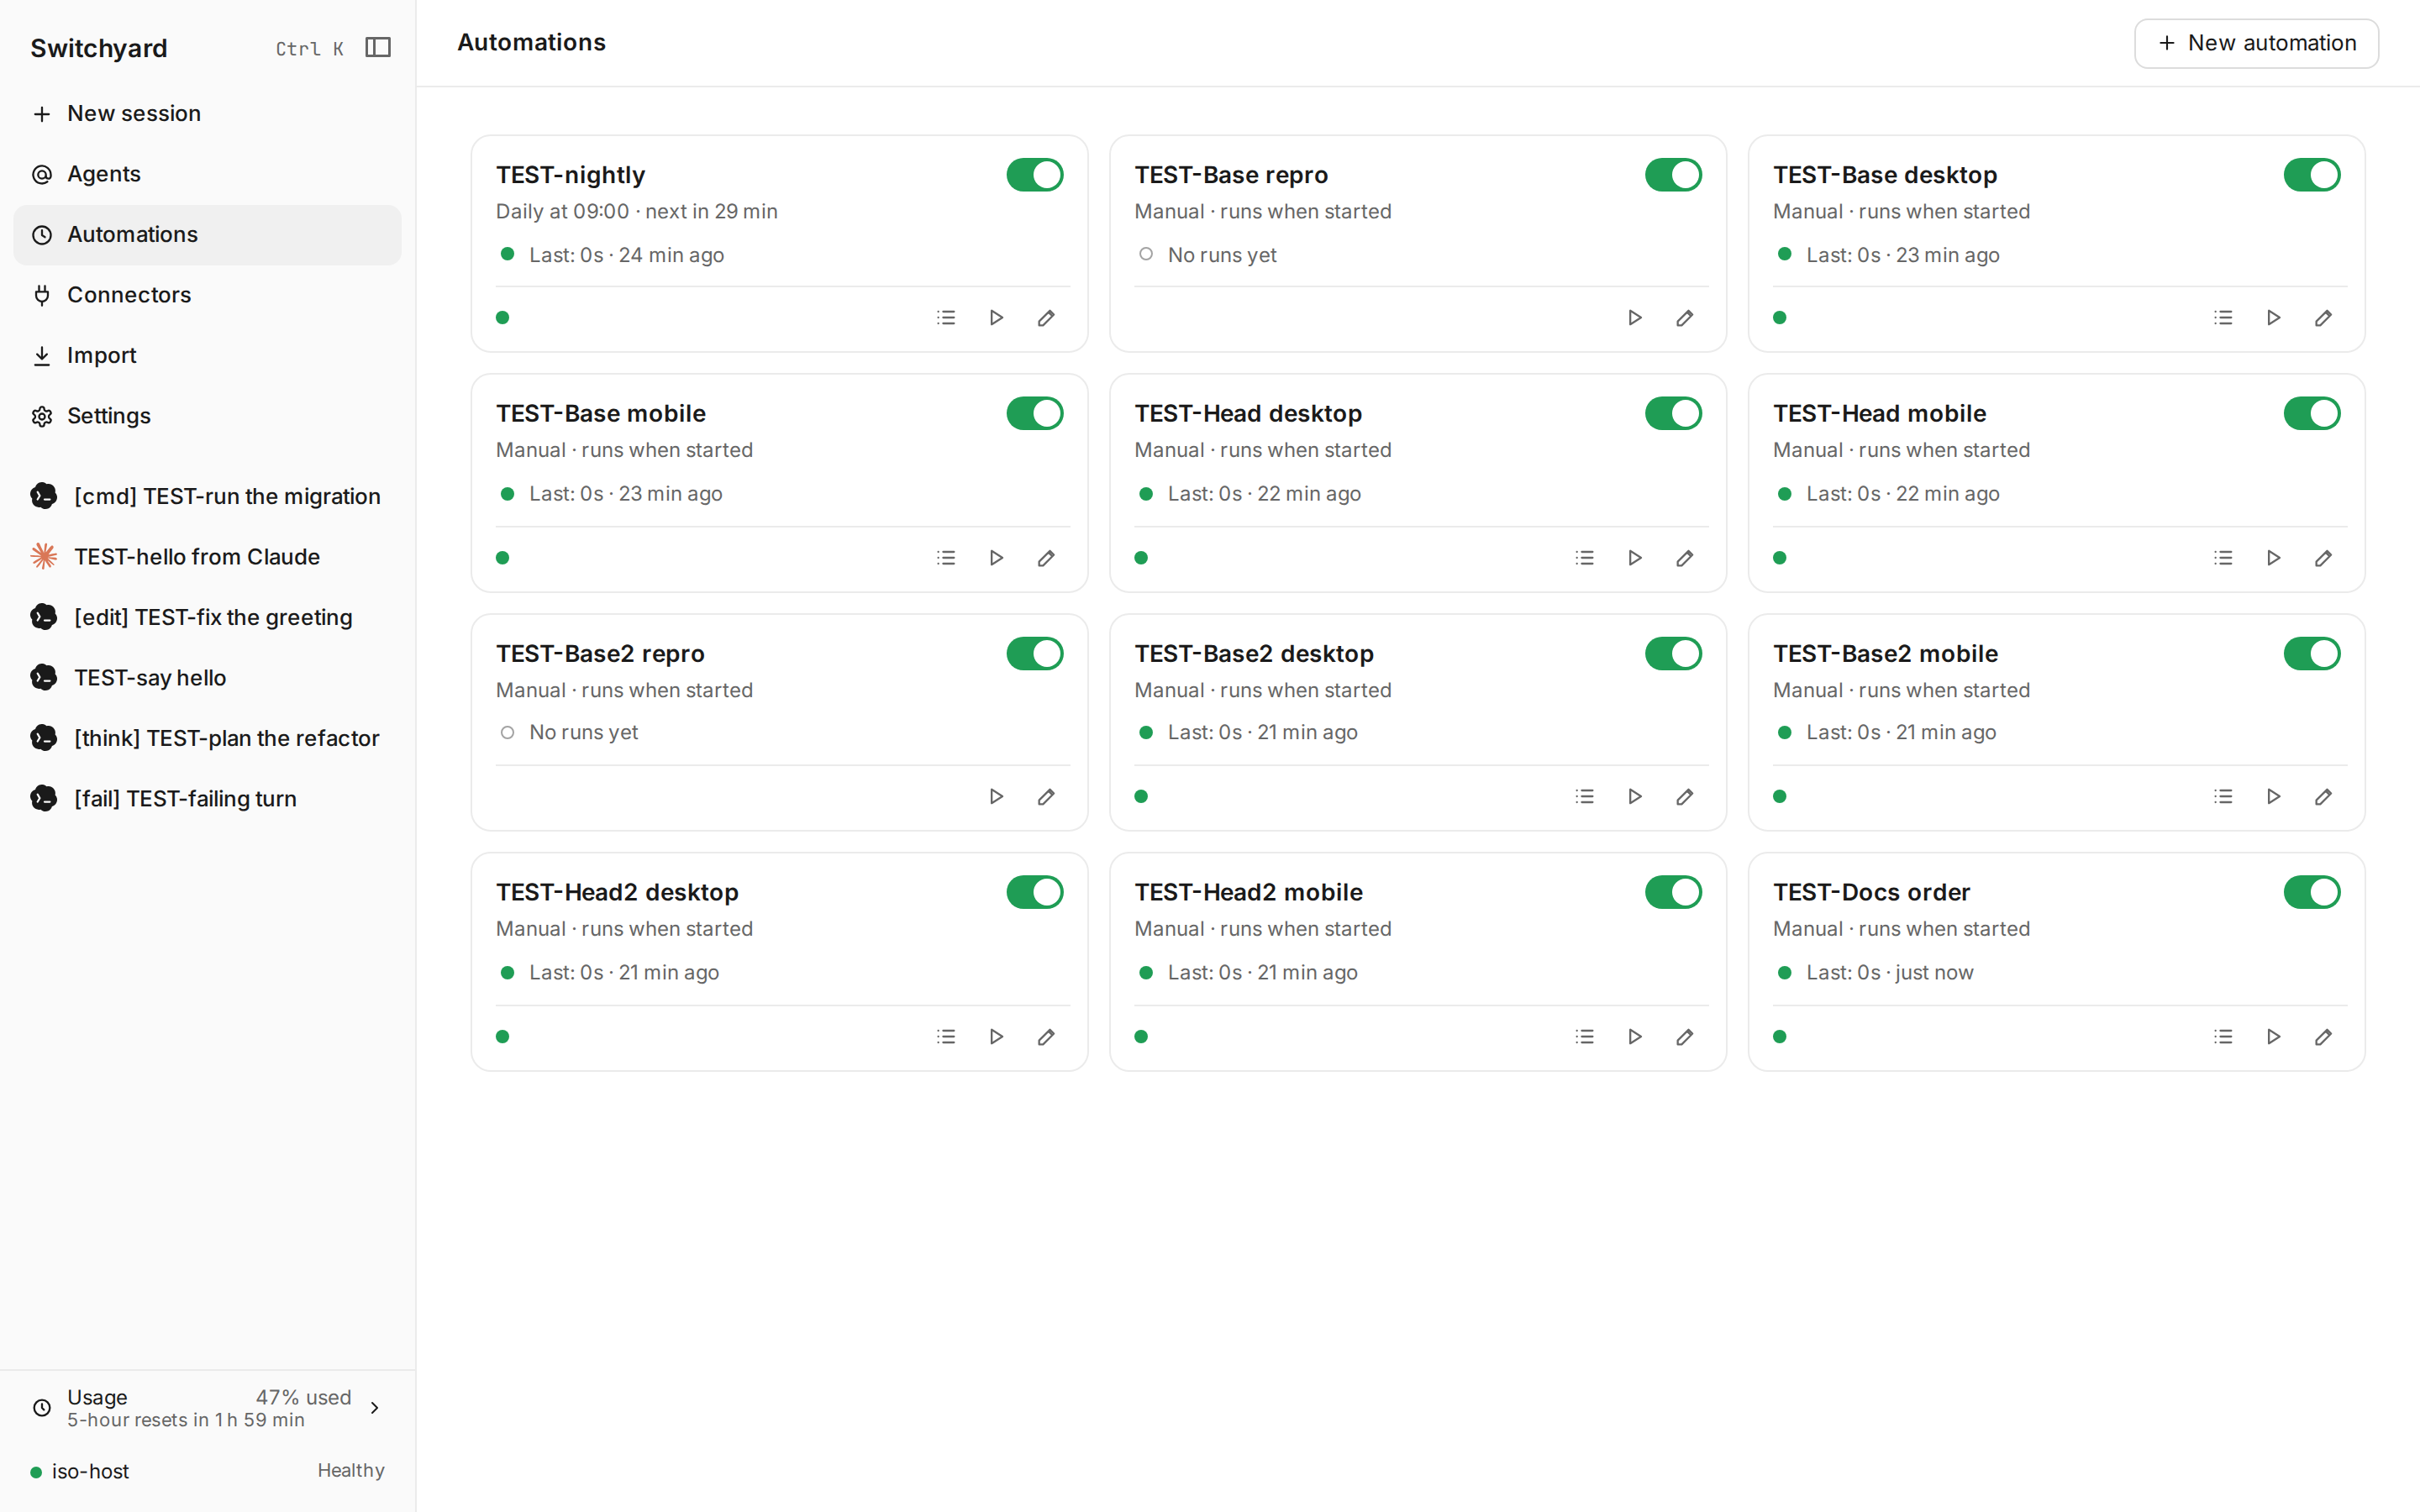 Switchyard
Ctrl K
New session
Agents
Automations
Connectors
Import
Settings
[cmd] TEST-run the migration
TEST-hello from Claude
[edit] TEST-fix the greeting
TEST-say hello
[think] TEST-plan the refactor
[fail] TEST-failing turn
Usage
47% used
5-hour resets in 1 h 59 min
iso-host
Healthy
Automations
New automation
TEST-nightly
Daily at 09:00 · next in 29 min
Last: 0s · 24 min ago
TEST-Base repro
Manual · runs when started
No runs yet
TEST-Base desktop
Manual · runs when started
Last: 0s · 23 min ago
TEST-Base mobile
Manual · runs when started
Last: 0s · 23 min ago
TEST-Head desktop
Manual · runs when started
Last: 0s · 22 min ago
TEST-Head mobile
Manual · runs when started
Last: 0s · 22 min ago
TEST-Base2 repro
Manual · runs when started
No runs yet
TEST-Base2 desktop
Manual · runs when started
Last: 0s · 21 min ago
TEST-Base2 mobile
Manual · runs when started
Last: 0s · 21 min ago
TEST-Head2 desktop
Manual · runs when started
Last: 0s · 21 min ago
TEST-Head2 mobile
Manual · runs when started
Last: 0s · 21 min ago
TEST-Docs order
Manual · runs when started
Last: 0s · just now